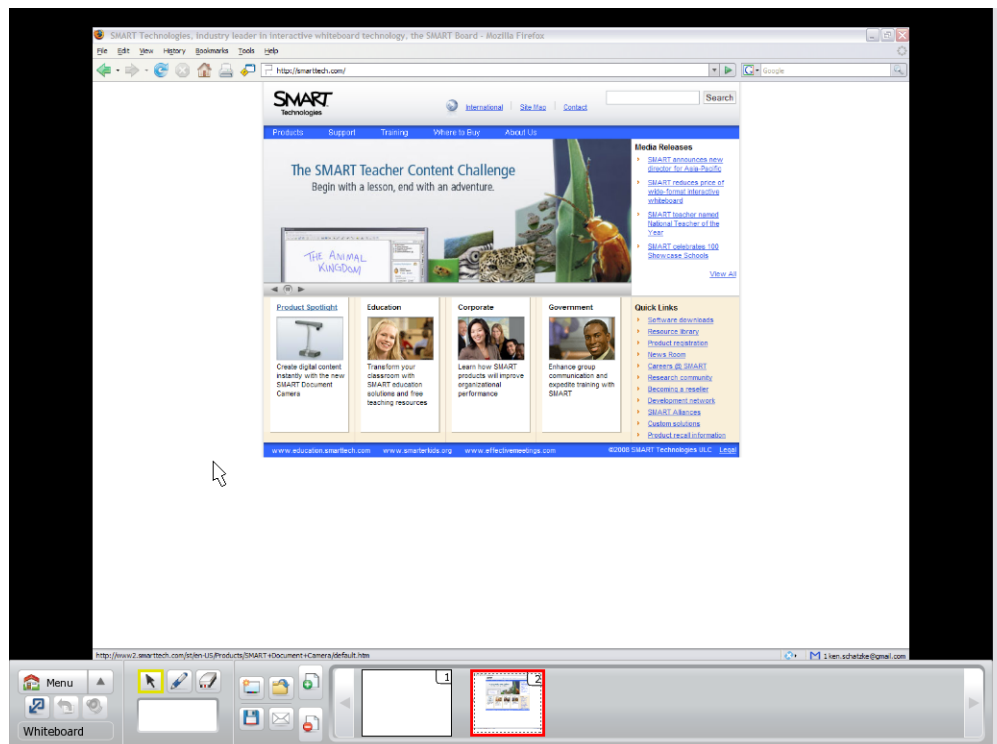 SMART Technologies, industry leader in interactive whiteboard technology, the SMART Board - Mozilla Firefox
File Edit View History Bookmarks Tools Help
http://smarttech.com/
Google
SMART
Technologies
International Site Map Contact
Search
Products Support Training Where to Buy About Us
The SMART Teacher Content Challenge
Begin with a lesson, end with an adventure.
THE ANIMAL
KINGDOM
Media Releases
SMART announces new
director for Asia-Pacific
SMART reduces price of
wide-format interactive
whiteboard
SMART teacher named
National Teacher of the
Year
SMART celebrates 100
Showcase Schools
View All
Product Spotlight
Create digital content
instantly with the new
SMART Document
Camera
Education
Transform your
classroom with
SMART education
solutions and free
teaching resources
Corporate
Learn how SMART
products will improve
organizational
performance
Government
Enhance group
communication and
expedite training with
SMART
Quick Links
Software downloads
Resource library
Product registration
News Room
Careers @ SMART
Research community
Becoming a reseller
Development network
SMART Alliances
Custom solutions
Product recall information
www.education.smarttech.com www.smarterkids.org www.effectivemeetings.com ©2008 SMART Technologies ULC Legal
http://www2.smarttech.com/st/en-US/Products/SMART+Document+Camera/default.htm
1 ken.schatzke@gmail.com
Menu
Whiteboard
1
2